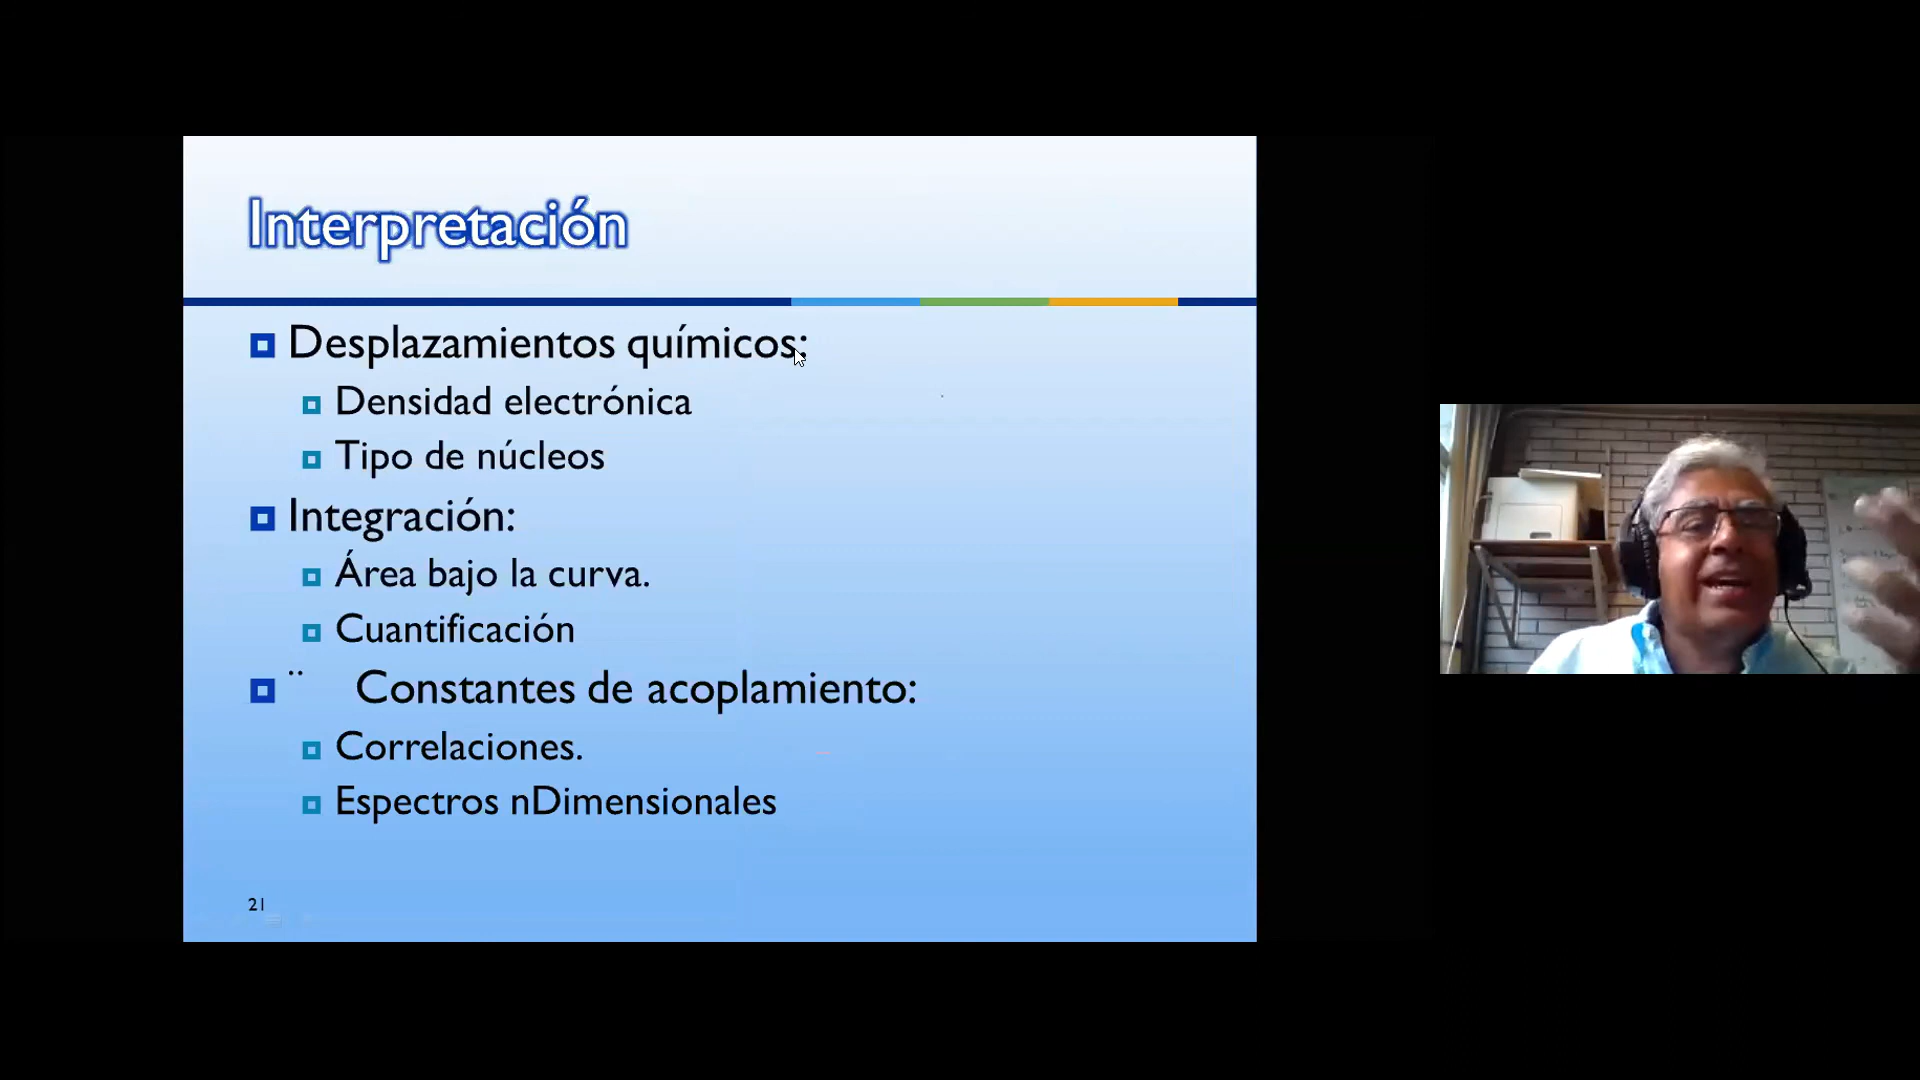 Interpretación
Desplazamientos químicos:
Densidad electrónica
Tipo de núcleos
Integración:
Área bajo la curva.
Cuantificación
¨ Constantes de acoplamiento:
Correlaciones.
Espectros nDimensionales
21